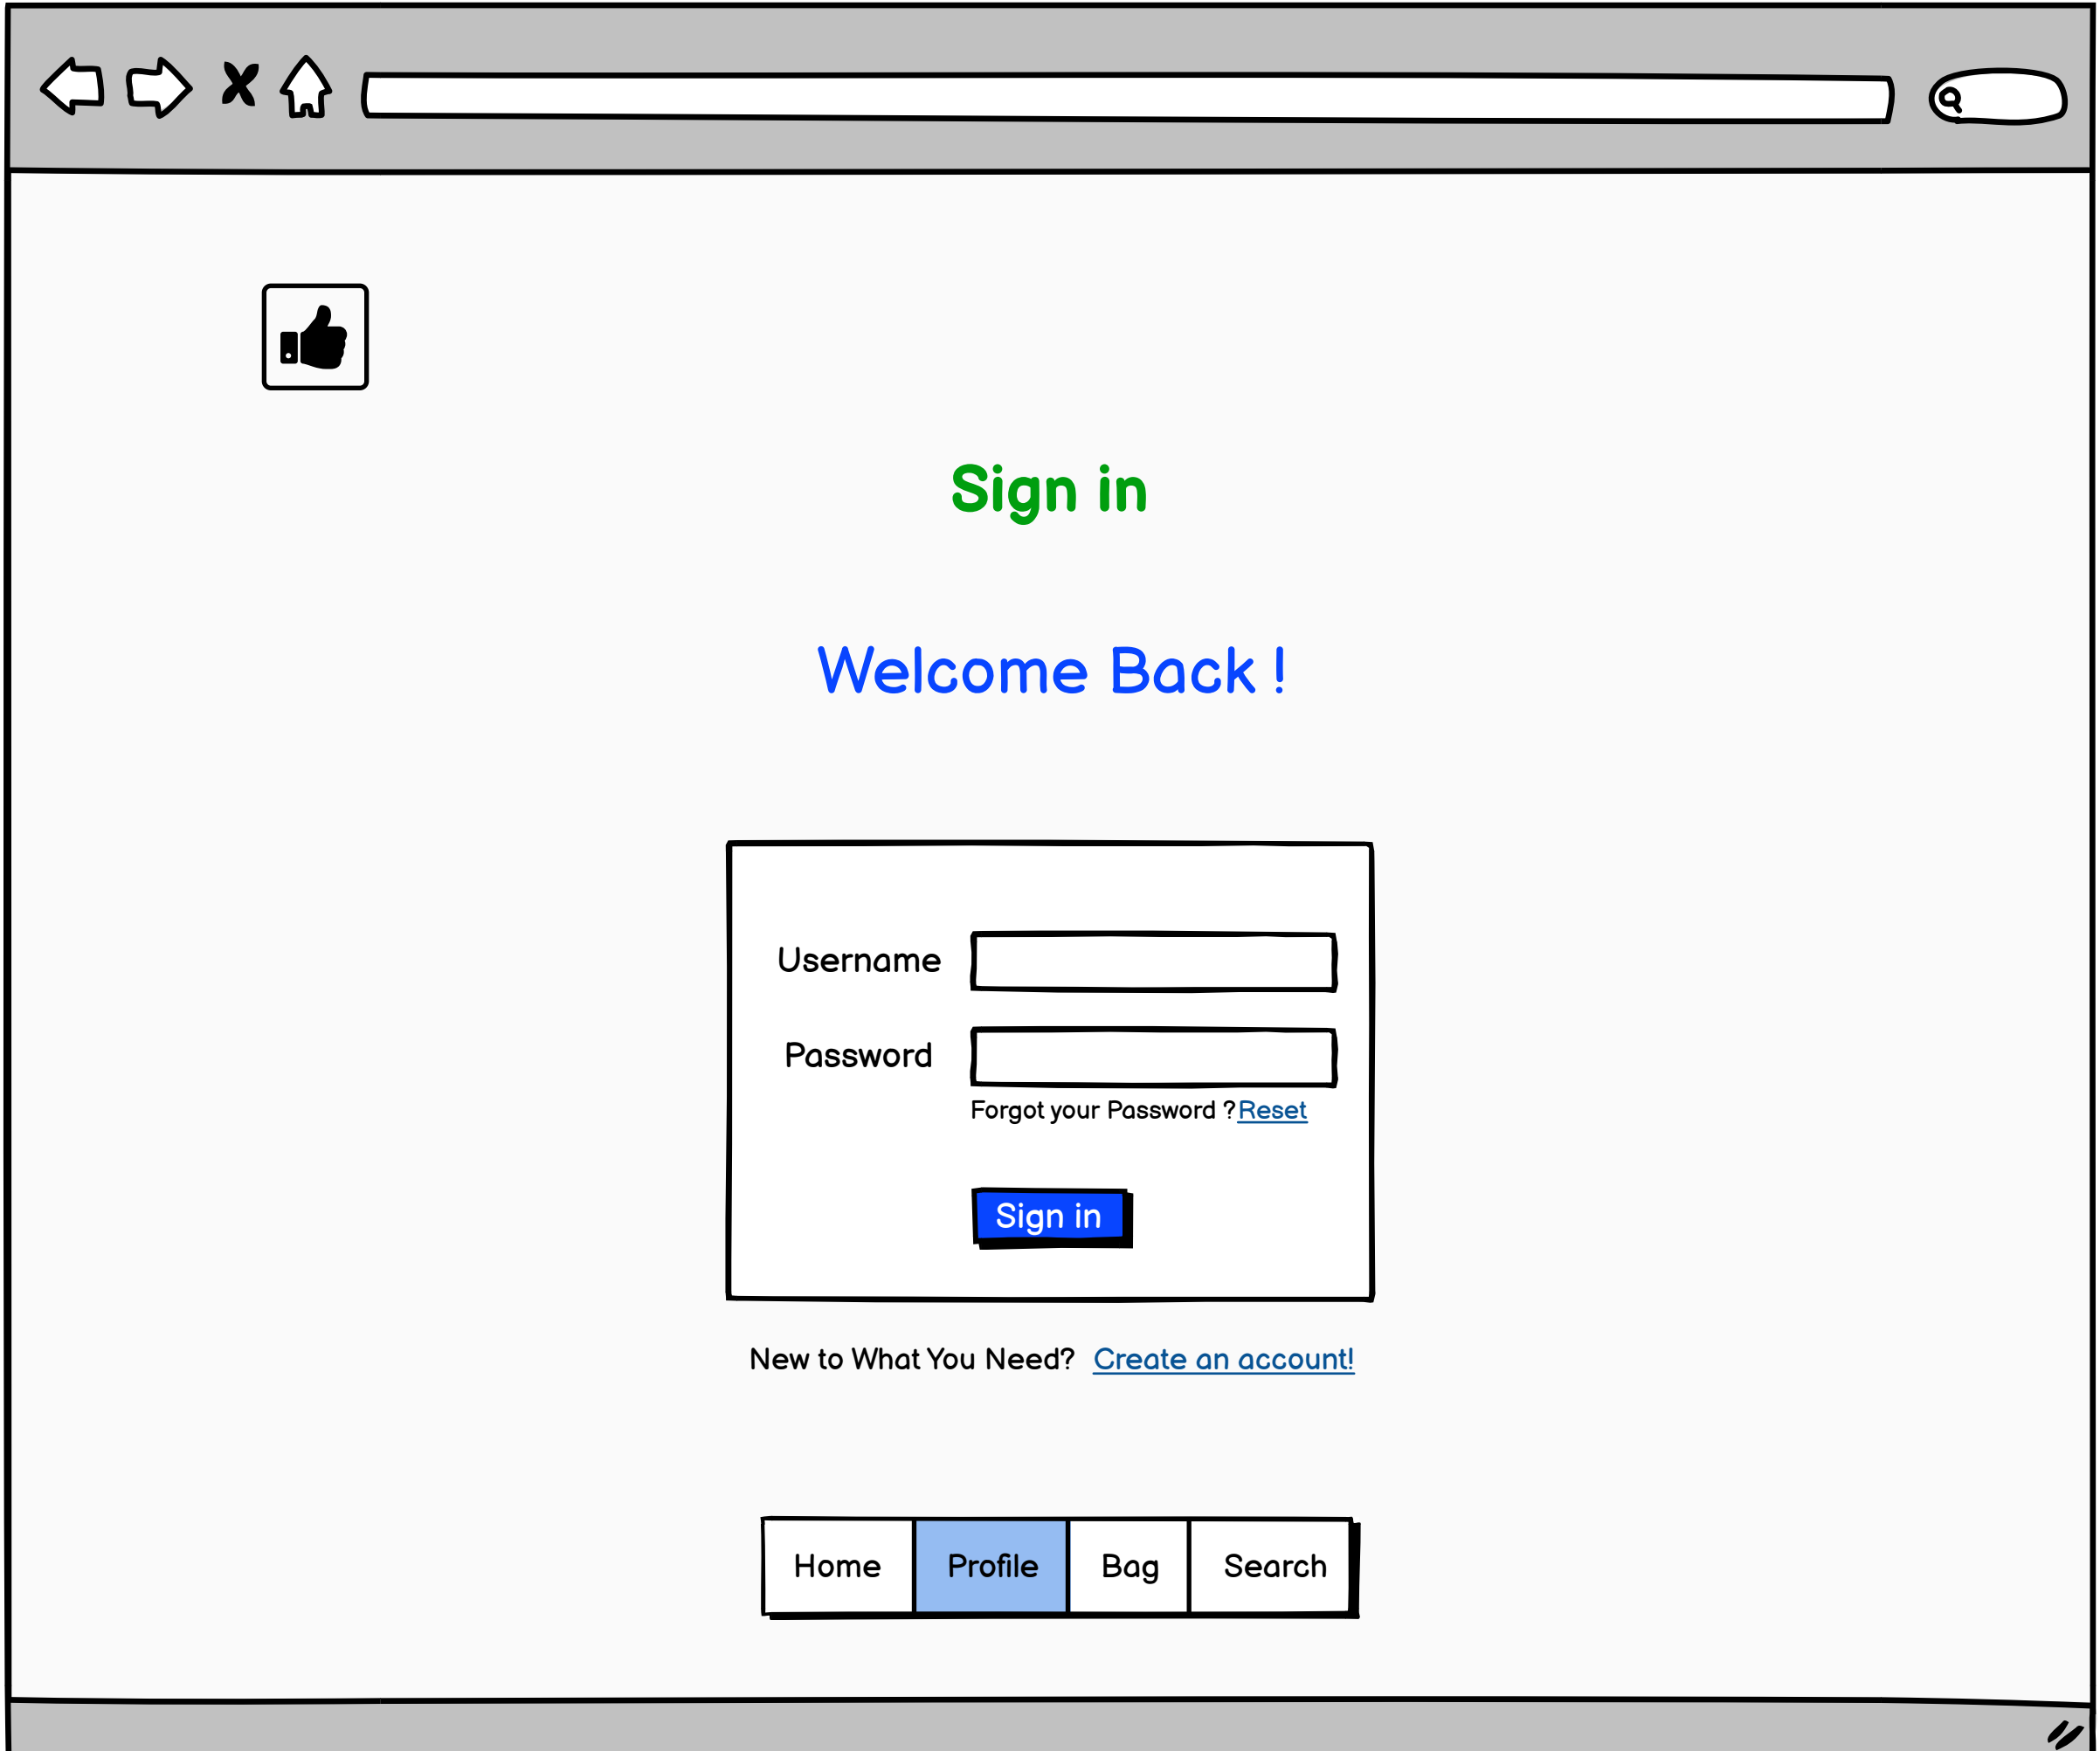 Sign in
Welcome Back !
Username
Password
Forgot your Password ? Reset
Sign in
New to What You Need? Create an account!
Home Profile Bag Search